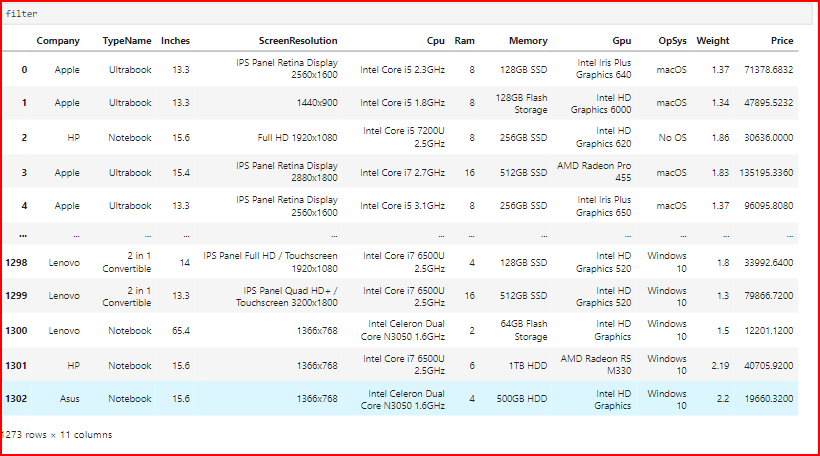 filter
Company TypeName Inches ScreenResolution Cpu Ram Memory Gpu OpSys Weight Price
0 Apple Ultrabook 13.3 IPS Panel Retina Display 2560x1600 Intel Core i5 2.3GHz 8 128GB SSD Intel Iris Plus Graphics 640 macOS 1.37 71378.6832
1 Apple Ultrabook 13.3 1440x900 Intel Core i5 1.8GHz 8 128GB Flash Storage Intel HD Graphics 6000 macOS 1.34 47895.5232
2 HP Notebook 15.6 Full HD 1920x1080 Intel Core i5 7200U 2.5GHz 8 256GB SSD Intel HD Graphics 620 No OS 1.86 30636.0000
3 Apple Ultrabook 15.4 IPS Panel Retina Display 2880x1800 Intel Core i7 2.7GHz 16 512GB SSD AMD Radeon Pro 455 macOS 1.83 135195.3360
4 Apple Ultrabook 13.3 IPS Panel Retina Display 2560x1600 Intel Core i5 3.1GHz 8 256GB SSD Intel Iris Plus Graphics 650 macOS 1.37 96095.8080
... ... ... ... ... ... ... ... ... ... ... ...
1298 Lenovo 2 in 1 Convertible 14 IPS Panel Full HD / Touchscreen 1920x1080 Intel Core i7 6500U 2.5GHz 4 128GB SSD Intel HD Graphics 520 Windows 10 1.8 33992.6400
1299 Lenovo 2 in 1 Convertible 13.3 IPS Panel Quad HD+ / Touchscreen 3200x1800 Intel Core i7 6500U 2.5GHz 16 512GB SSD Intel HD Graphics 520 Windows 10 1.3 79866.7200
1300 Lenovo Notebook 65.4 1366x768 Intel Celeron Dual Core N3050 1.6GHz 2 64GB Flash Storage Intel HD Graphics Windows 10 1.5 12201.1200
1301 HP Notebook 15.6 1366x768 Intel Core i7 6500U 2.5GHz 6 1TB HDD AMD Radeon R5 M330 Windows 10 2.19 40705.9200
1302 Asus Notebook 15.6 1366x768 Intel Celeron Dual Core N3050 1.6GHz 4 500GB HDD Intel HD Graphics Windows 10 2.2 19660.3200
1273 rows × 11 columns